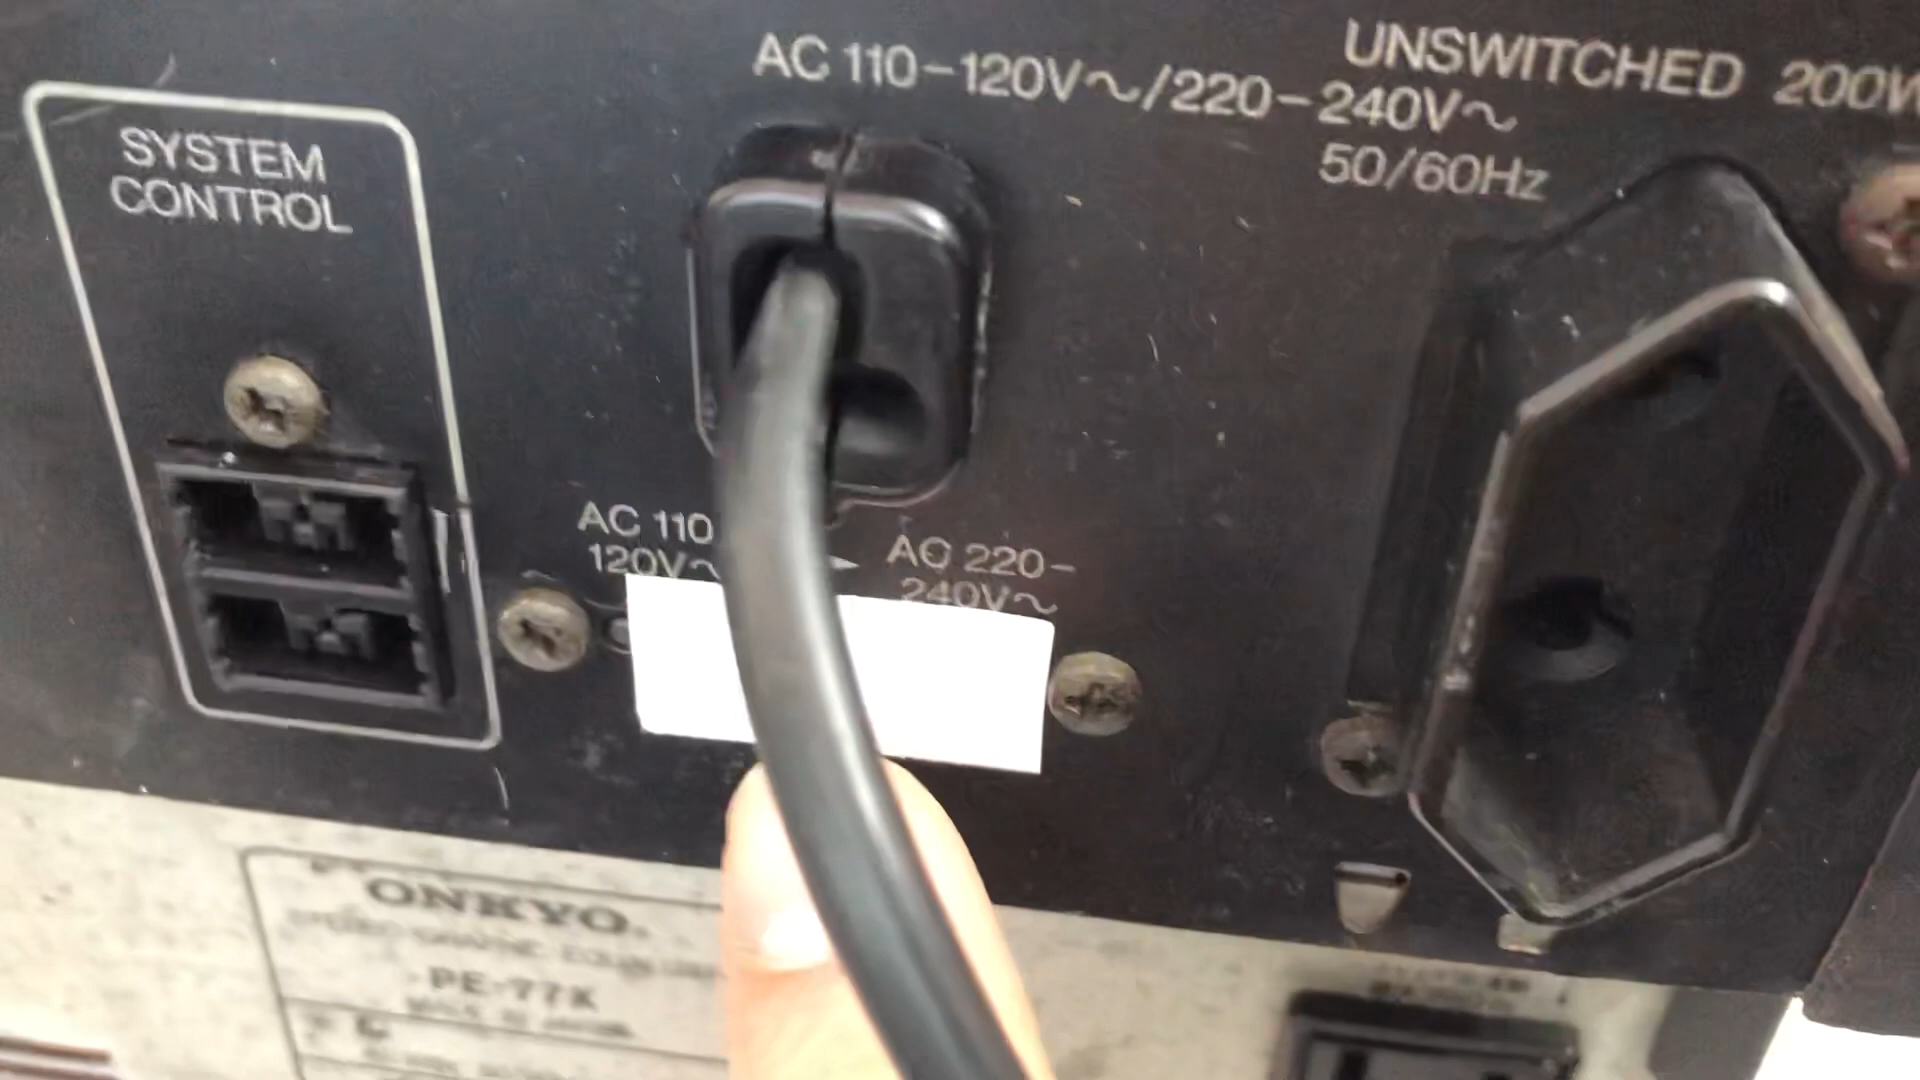 UNSWITCHED 200W
AC 110-120V~/220-240V~
50/60Hz
SYSTEM
CONTROL
AC 110
120V~
AC 220-
240V~
ONKYO.
PE-77K